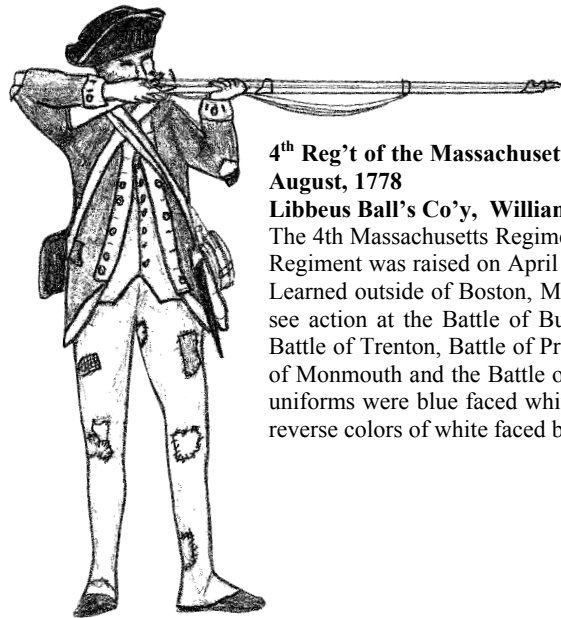 4th Reg't of the Massachuset
August, 1778
Libbeus Ball's Co'y, Willian
The 4th Massachusetts Regime
Regiment was raised on April
Learned outside of Boston, M
see action at the Battle of Bu
Battle of Trenton, Battle of Pr
of Monmouth and the Battle o
uniforms were blue faced whi
reverse colors of white faced b